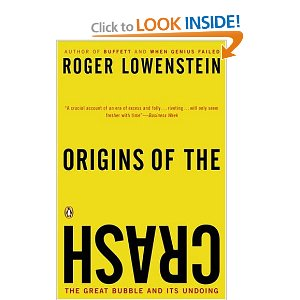 Click to LOOK INSIDE!
AUTHOR OF BUFFETT AND WHEN GENIUS FAILED
ROGER LOWENSTEIN
"A crucial account of an era of excess and folly . . . riveting . . . will only seem
fresher with time."—Business Week
ORIGINS OF THE
CRASH
THE GREAT BUBBLE AND ITS UNDOING